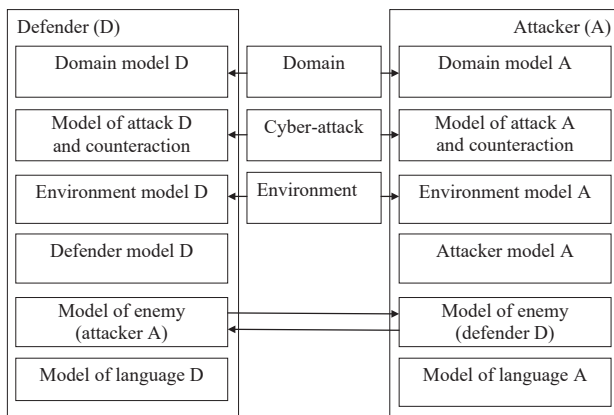 Defender (D)
Domain model D
Model of attack D
and counteraction
Environment model D
Defender model D
Model of enemy
(attacker A)
Model of language D
Domain
Cyber-attack
Environment
Attacker (A)
Domain model A
Model of attack A
and counteraction
Environment model A
Attacker model A
Model of enemy
(defender D)
Model of language A